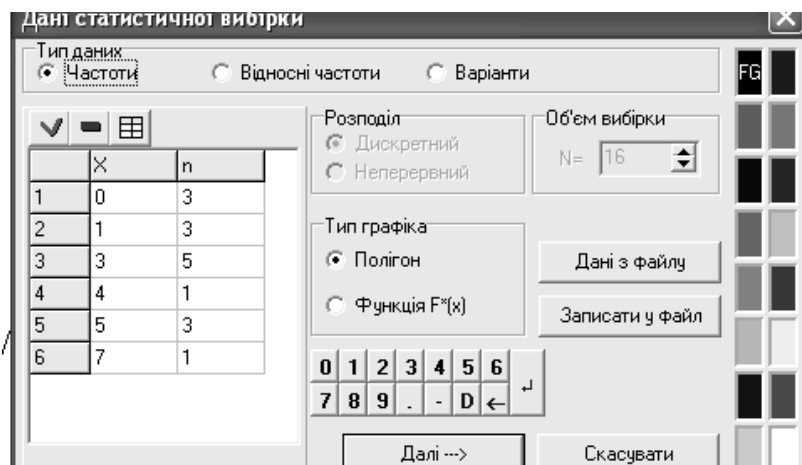 Дані статистичної вибірки
Тип даних
Частоти Відносні частоти Варіанти
FG
X n
1 0 3
2 1 3
3 3 5
4 4 1
5 5 3
6 7 1
Розподіл
Дискретний
Неперервний
Об'єм вибірки
N= 16
Тип графіка
Полігон
Функція F*(x)
Дані з файлу
Записати у файл
0 1 2 3 4 5 6
7 8 9 . - D ←
Далі --->
Скасувати